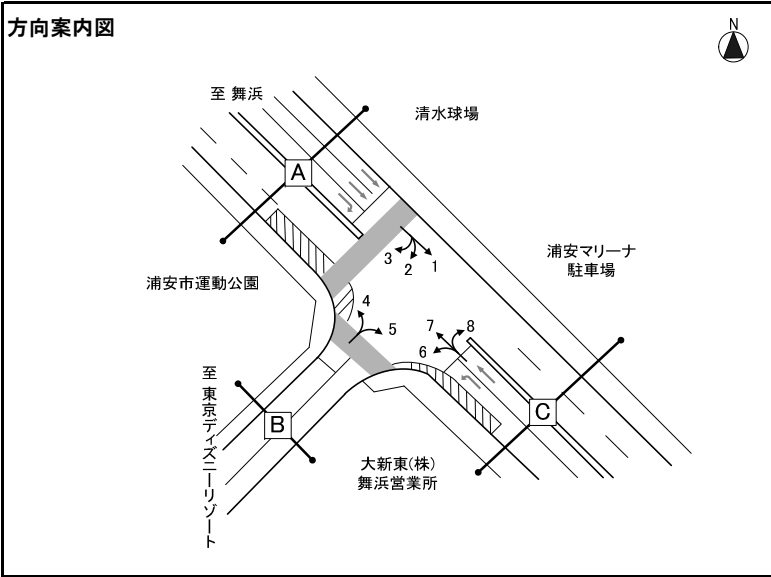 方向案内図
N
至 舞浜
清水球場
A
浦安マリーナ
駐車場
浦安市運動公園
3
2
1
4
5
7
8
6
至 東京ディズニーリゾート
B
C
大新東(株)
舞浜営業所